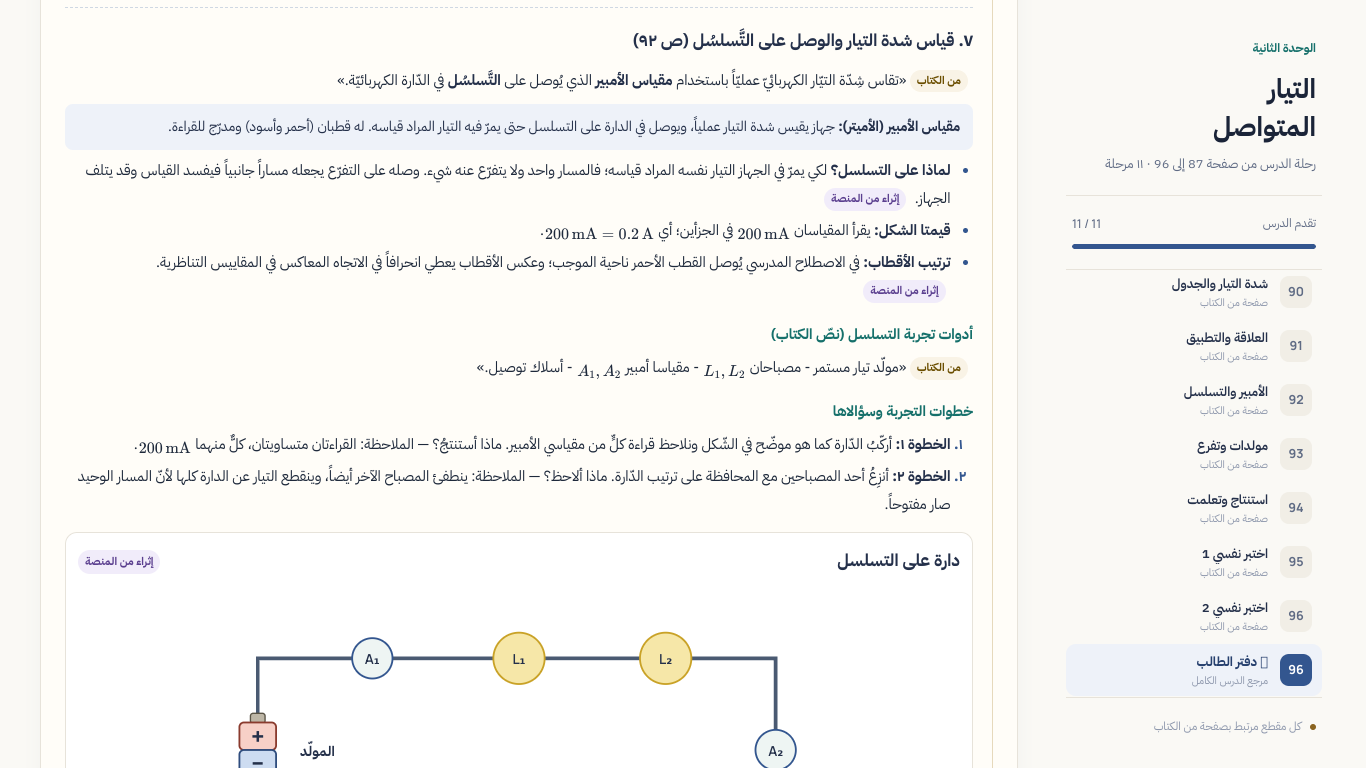 الوحدة الثانية
التيار
المتواصل
رحلة الدرس من صفحة 87 إلى 96 · ١١ مرحلة
تقدم الدرس
11 / 11
90
شدة التيار والجدول
صفحة من الكتاب
91
العلاقة والتطبيق
صفحة من الكتاب
92
الأمبير والتسلسل
صفحة من الكتاب
93
مولدات وتفرع
صفحة من الكتاب
94
استنتاج وتعلمت
صفحة من الكتاب
95
اختبر نفسي 1
صفحة من الكتاب
96
اختبر نفسي 2
صفحة من الكتاب
96
دفتر الطالب
مرجع الدرس الكامل
كل مقطع مرتبط بصفحة من الكتاب
٧. قياس شدة التيار والوصل على التَّسلسُل (ص ٩٢)
من الكتاب «تقاس شِدّة التيّار الكهربائيّ عمليّاً باستخدام مقياس الأمبير الذي يُوصل على التَّسلسُل في الدّارة الكهربائيّة.»
مقياس الأمبير (الأميتر): جهاز يقيس شدة التيار عملياً، ويوصل في الدارة على التسلسل حتى يمرّ فيه التيار المراد قياسه. له قطبان (أحمر وأسود) ومدرّج للقراءة.
لماذا على التسلسل؟ لكي يمرّ في الجهاز التيار نفسه المراد قياسه؛ فالمسار واحد ولا يتفرّع عنه شيء. وصله على التفرّع يجعله مساراً جانبياً فيفسد القياس وقد يتلف
الجهاز. إثراء من المنصة
قيمتا الشكل: يقرأ المقياسان 200 mA في الجزأين؛ أي 200 mA = 0.2 A.
ترتيب الأقطاب: في الاصطلاح المدرسي يُوصل القطب الأحمر ناحية الموجب؛ وعكس الأقطاب يعطي انحرافاً في الاتجاه المعاكس في المقاييس التناظرية.
إثراء من المنصة
أدوات تجربة التسلسل (نصّ الكتاب)
من الكتاب «مولّد تيار مستمر - مصباحان L₁, L₂ - مقياسا أمبير A₁, A₂ - أسلاك توصيل.»
خطوات التجربة وسؤالاها
١. الخطوة ١: أركّبُ الدّارة كما هو موضّح في الشّكل ونلاحظ قراءة كلٍّ من مقياسي الأمبير. ماذا أستنتجُ؟ — الملاحظة: القراءتان متساويتان، كلٌّ منهما 200 mA.
٢. الخطوة ٢: أنزِعُ أحد المصباحين مع المحافظة على ترتيب الدّارة. ماذا ألاحظ؟ — الملاحظة: ينطفئ المصباح الآخر أيضاً، وينقطع التيار عن الدارة كلها لأنّ المسار الوحيد
صار مفتوحاً.
دارة على التسلسل
إثراء من المنصة
A₁
L₁
L₂
+
−
المولّد
A₂